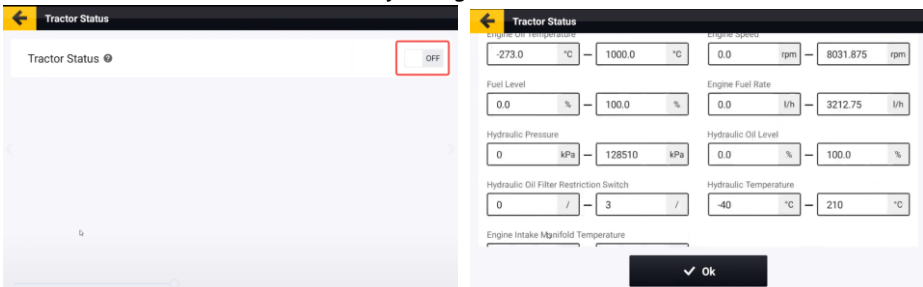 Tractor Status
Tractor Status
OFF
Tractor Status
Engine Oil Temperature Engine Speed
-273.0 °C — 1000.0 °C 0.0 rpm — 8031.875 rpm
Fuel Level Engine Fuel Rate
0.0 % — 100.0 % 0.0 l/h — 3212.75 l/h
Hydraulic Pressure Hydraulic Oil Level
0 kPa — 128510 kPa 0.0 % — 100.0 %
Hydraulic Oil Filter Restriction Switch Hydraulic Temperature
0 / — 3 / -40 °C — 210 °C
Engine Intake Manifold Temperature
Ok